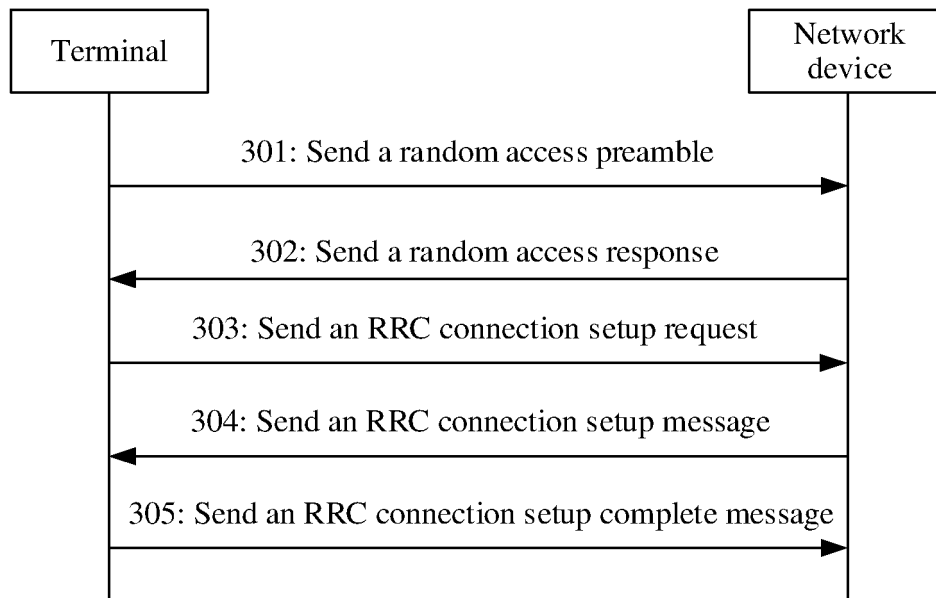 Terminal
Network
device
301: Send a random access preamble
302: Send a random access response
303: Send an RRC connection setup request
304: Send an RRC connection setup message
305: Send an RRC connection setup complete message